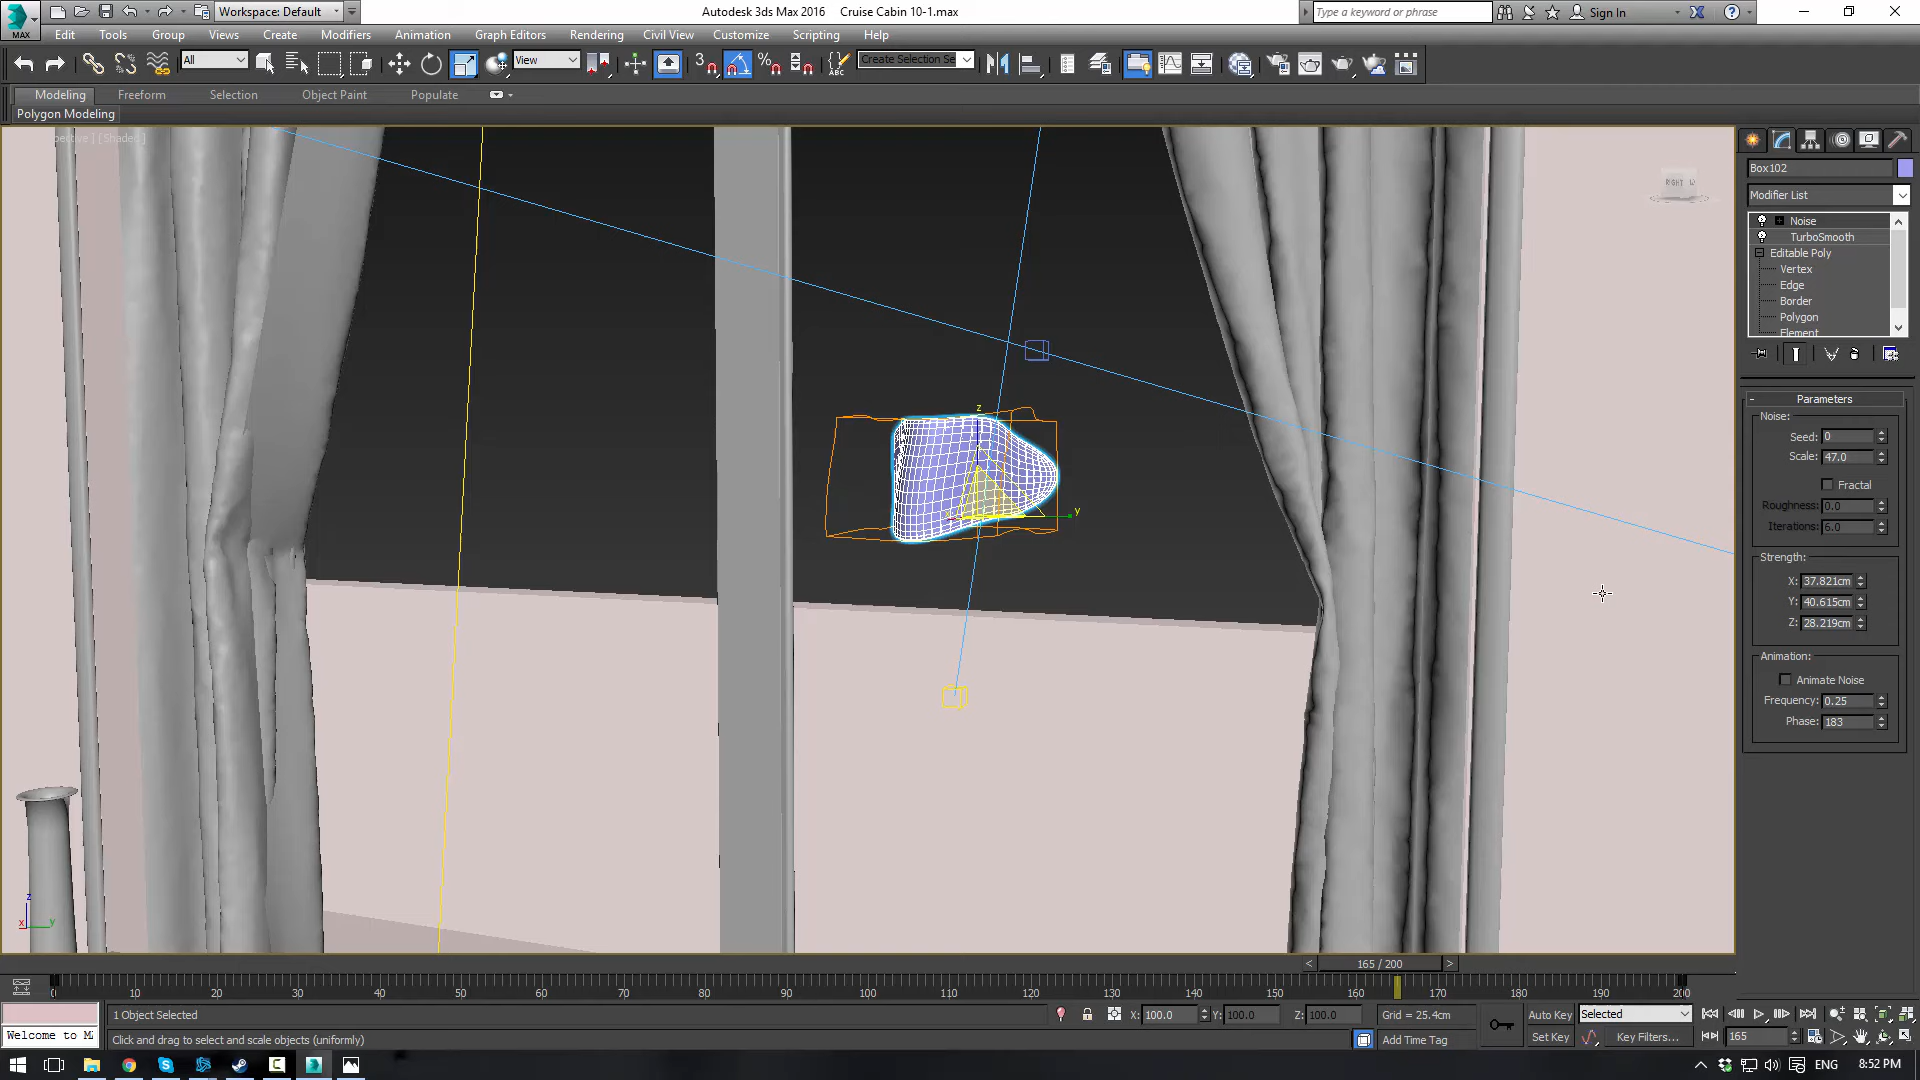 Workspace: Default
Autodesk 3ds Max 2016    Cruise Cabin 10-1.max
Type a keyword or phrase
Sign In
MAX
Edit Tools Group Views Create Modifiers Animation Graph Editors Rendering Civil View Customize Scripting Help
All
View
3
%
ABC
Create Selection Se
Modeling Freeform Selection Object Paint Populate
Polygon Modeling
[Shaded]
RIGHT
z
y
x
Box102
Modifier List
Noise
TurboSmooth
Editable Poly
Vertex
Edge
Border
Polygon
Element
- Parameters
Noise:
Seed: 0
Scale: 47.0
Fractal
Roughness: 0.0
Iterations: 6.0
Strength:
X: 37.821cm
Y: 40.615cm
Z: 28.219cm
Animation:
Animate Noise
Frequency: 0.25
Phase: 183
z
x
y
< 165 / 200 >
0 10 20 30 40 50 60 70 80 90 100 110 120 130 140 150 160 170 180 190 200
1 Object Selected
X: 100.0 Y: 100.0 Z: 100.0 Grid = 25.4cm
Auto Key Selected
Welcome to M
Click and drag to select and scale objects (uniformly)
Add Time Tag
Set Key Key Filters...
165
ENG 8:52 PM